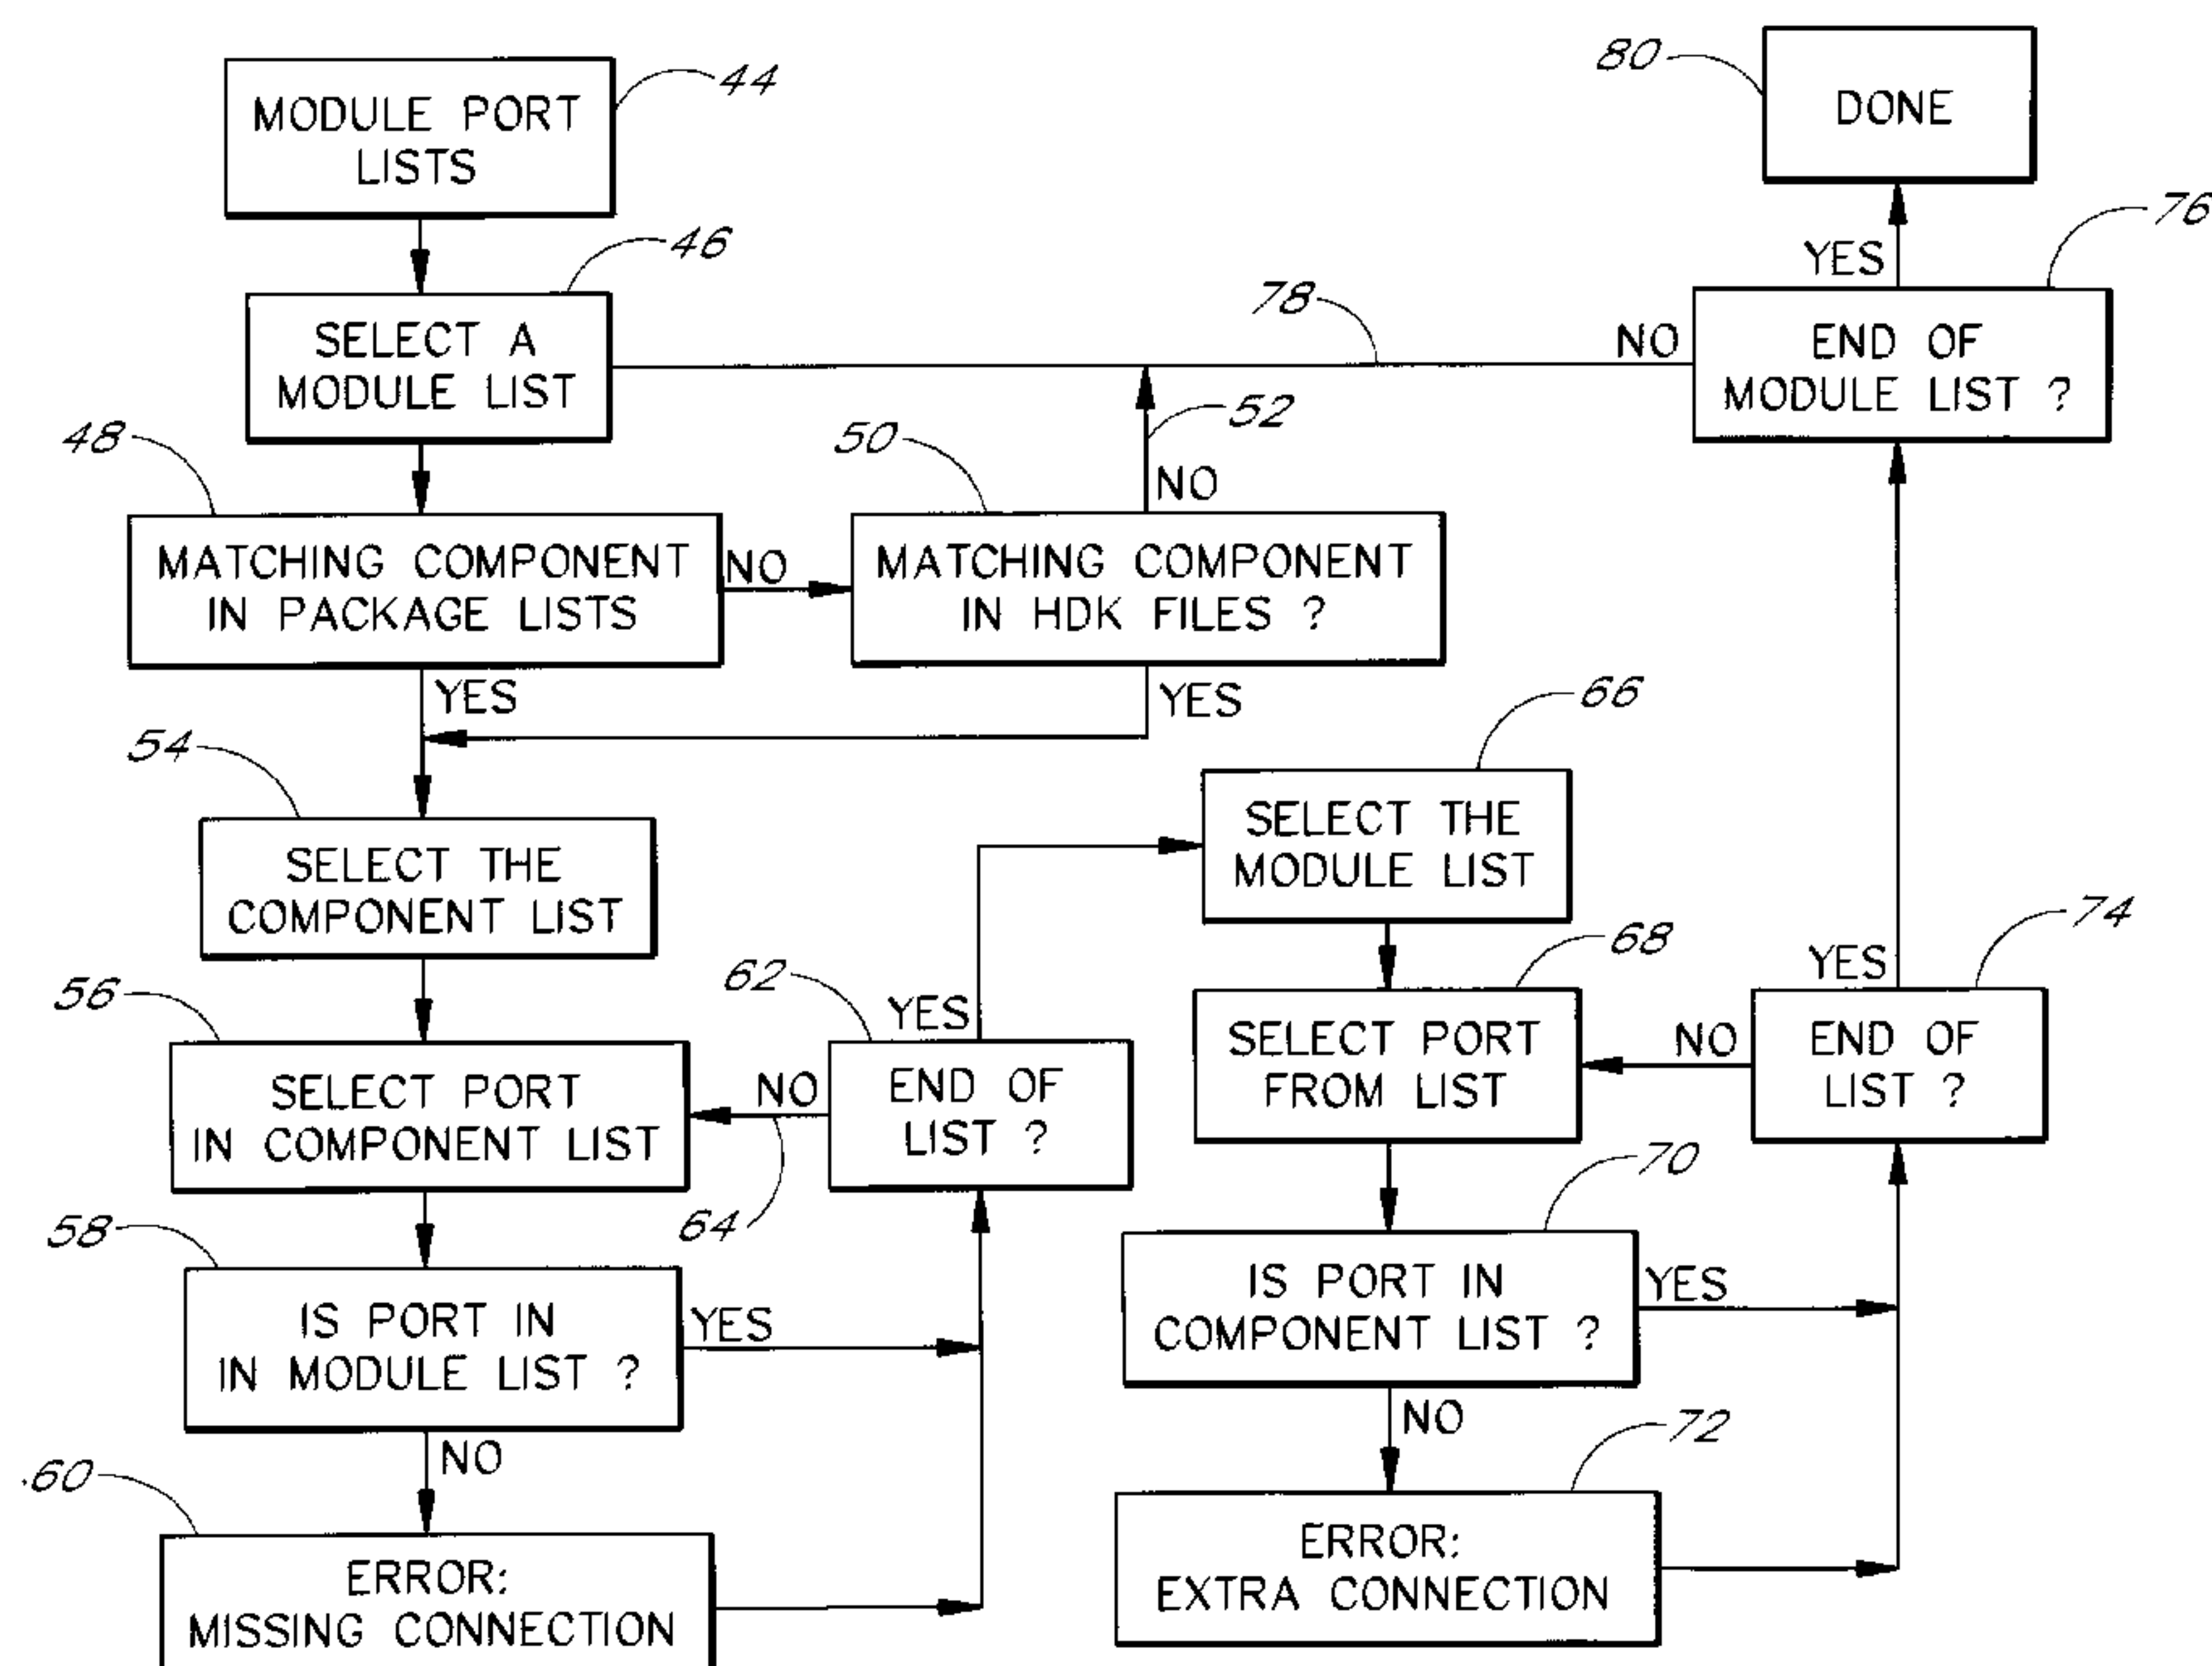 44
MODULE PORT
LISTS
80
DONE
46
SELECT A
MODULE LIST
78
NO
YES
76
END OF
MODULE LIST ?
48
MATCHING COMPONENT
IN PACKAGE LISTS
NO
50
52
NO
MATCHING COMPONENT
IN HDK FILES ?
YES
YES
54
SELECT THE
COMPONENT LIST
66
SELECT THE
MODULE LIST
56
SELECT PORT
IN COMPONENT LIST
62
YES
NO
64
END OF
LIST ?
68
SELECT PORT
FROM LIST
74
YES
NO
END OF
LIST ?
58
IS PORT IN
IN MODULE LIST ?
YES
NO
70
IS PORT IN
COMPONENT LIST ?
YES
NO
60
ERROR:
MISSING CONNECTION
72
ERROR:
EXTRA CONNECTION